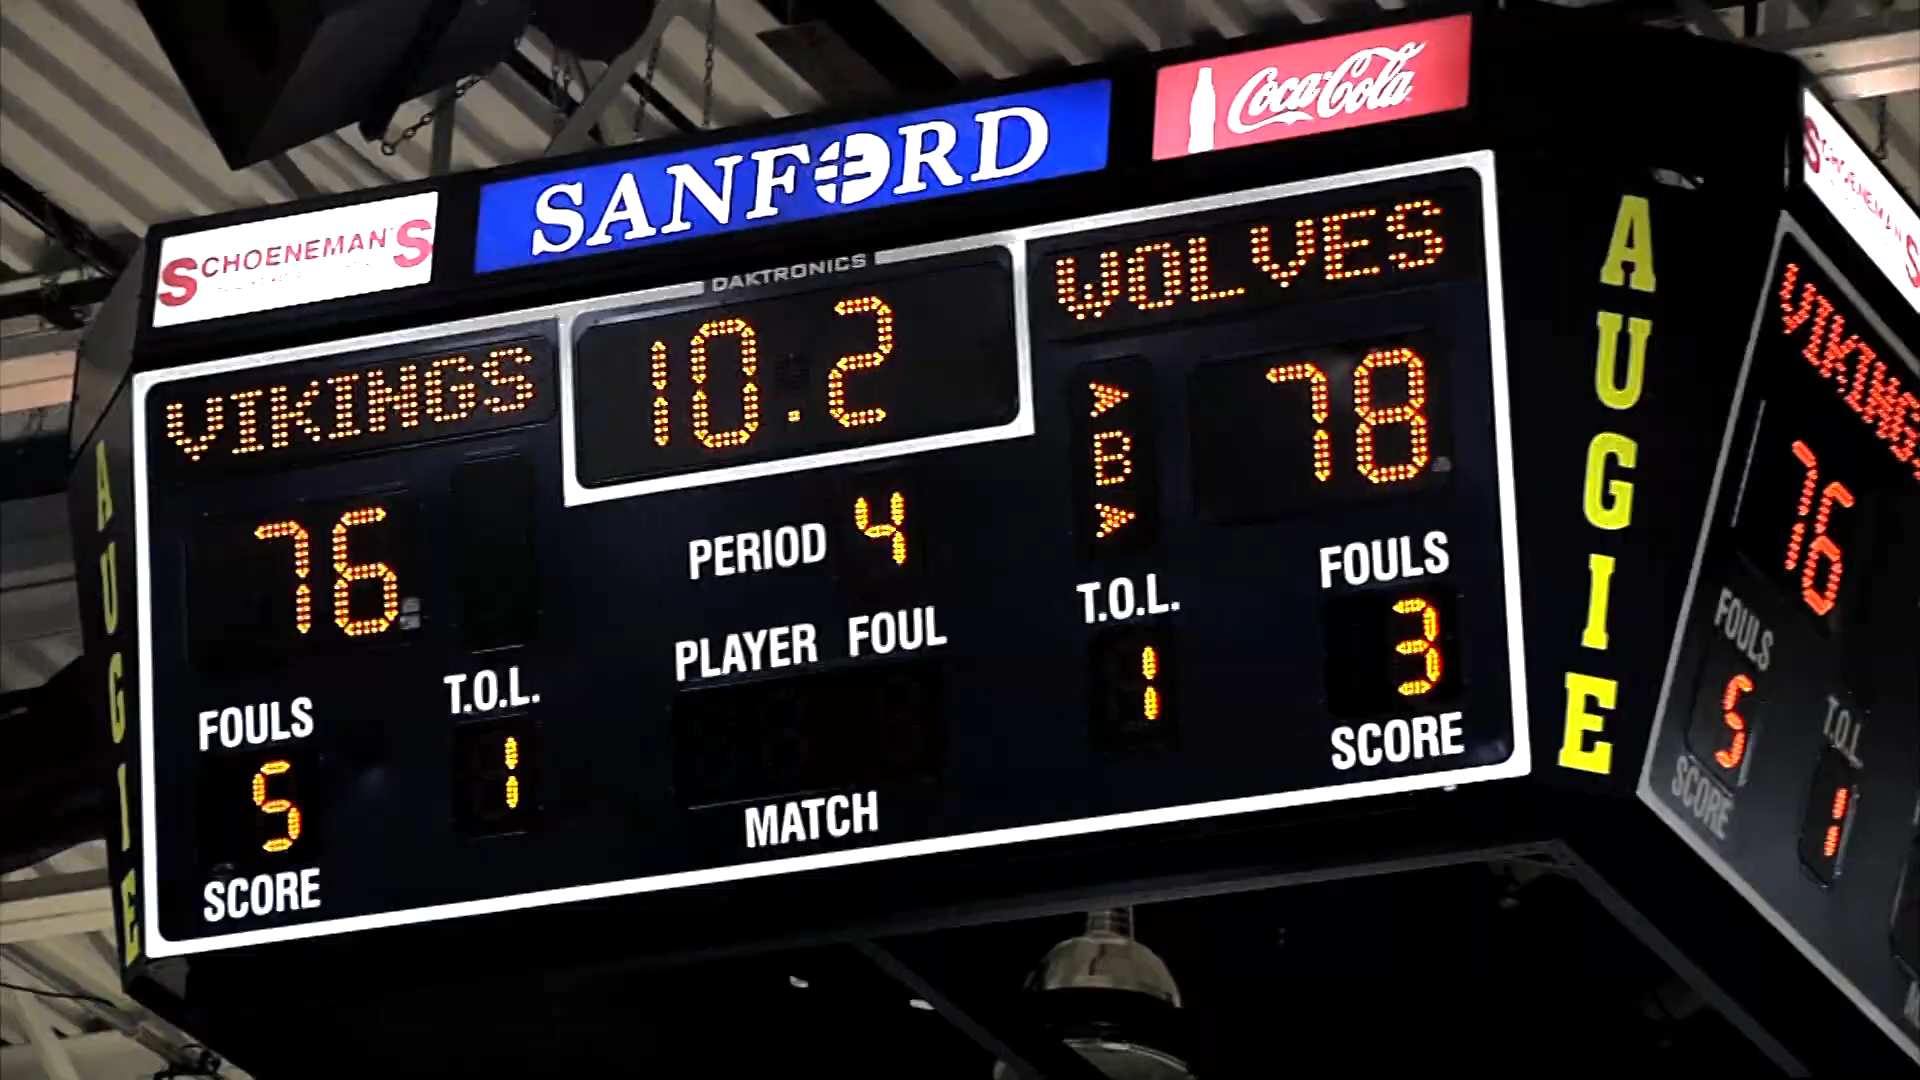 SCHOENEMAN'S
SANFORD
Coca-Cola
DAKTRONICS
VIKINGS
10.2
WOLVES
76
PERIOD 4
A
B
A
78
FOULS
5
SCORE
T.O.L.
1
PLAYER FOUL
MATCH
T.O.L.
1
FOULS
3
SCORE
AUGIE
AUGIE
SCHOENEMAN'S
VIKINGS
76
FOULS
5
SCORE
T.O.L.
1